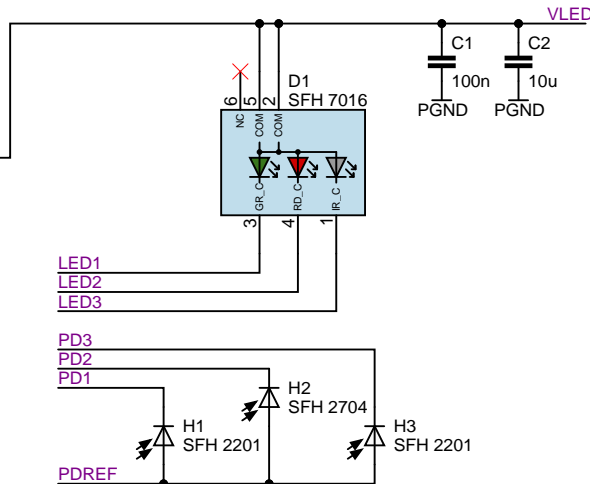 VLED
C1
100n
PGND
C2
10u
PGND
D1
SFH 7016
6
5
2
NC
COM
COM
GR_C
RD_C
IR_C
3
4
1
LED1
LED2
LED3
PD3
PD2
PD1
H2
SFH 2704
H1
SFH 2201
H3
SFH 2201
PDREF